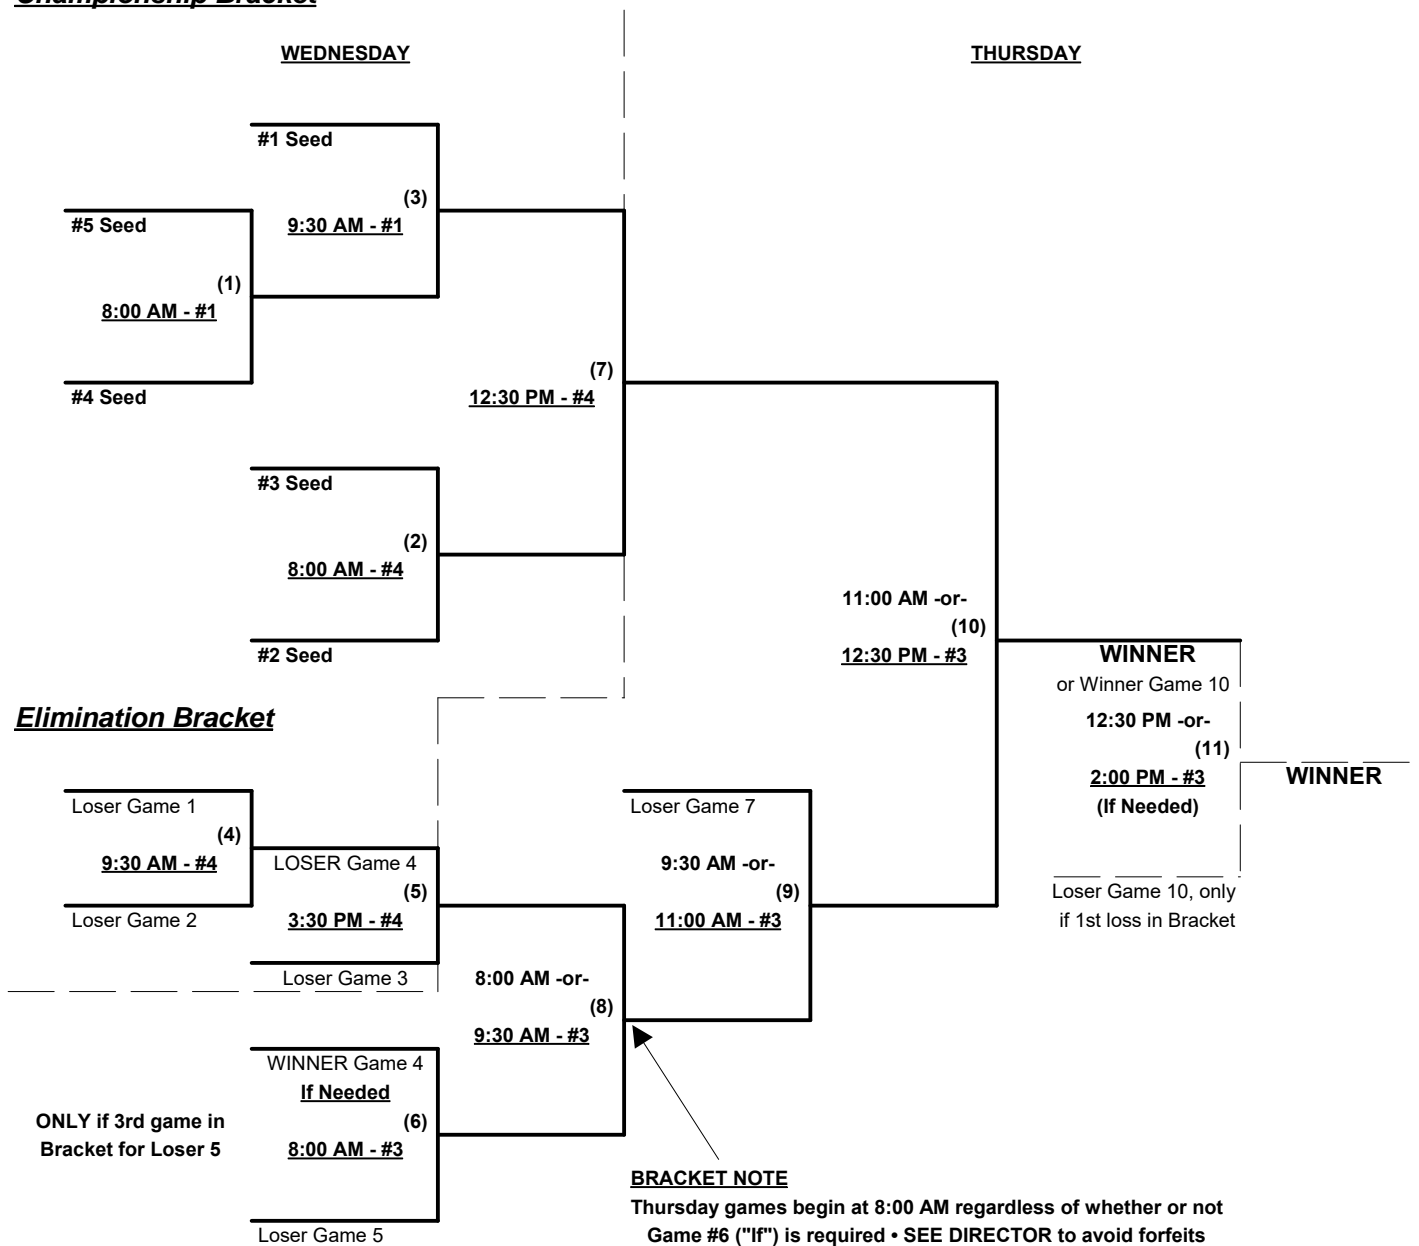 Championship Bracket
WEDNESDAY
THURSDAY
#1 Seed
(3)
9:30 AM - #1
#5 Seed
(1)
8:00 AM - #1
#4 Seed
(7)
12:30 PM - #4
#3 Seed
(2)
8:00 AM - #4
#2 Seed
11:00 AM -or-
(10)
12:30 PM - #3
WINNER
or Winner Game 10
12:30 PM -or-
(11)
2:00 PM - #3
(If Needed)
WINNER
Loser Game 10, only
if 1st loss in Bracket
Elimination Bracket
Loser Game 1
(4)
9:30 AM - #4
Loser Game 2
LOSER Game 4
(5)
3:30 PM - #4
Loser Game 3
Loser Game 7
9:30 AM -or-
(9)
11:00 AM - #3
8:00 AM -or-
(8)
9:30 AM - #3
WINNER Game 4
If Needed
(6)
8:00 AM - #3
Loser Game 5
ONLY if 3rd game in
Bracket for Loser 5
BRACKET NOTE
Thursday games begin at 8:00 AM regardless of whether or not
Game #6 ("If") is required • SEE DIRECTOR to avoid forfeits